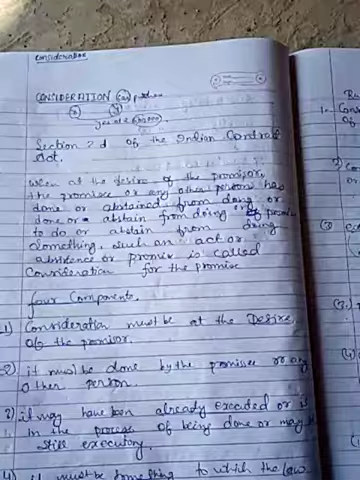 Consideration
CONSIDERATION
Section 2 d of the Indian Contract
Act.
When at the desire of the promisor,
the promisee or any other person has
done or abstained from doing or
done or abstain from doing or promise
to do or abstain from doing
something, such an act or
abstinence or promise is called
Consideration for the promise
four Components.
1) Consideration must be at the Desire
of the promisor.
2) it must be done by the promisee or any
other person.
3) it may have been already excuted or is
In the process of being done or may be
still executory.
4) it must be something to which the law